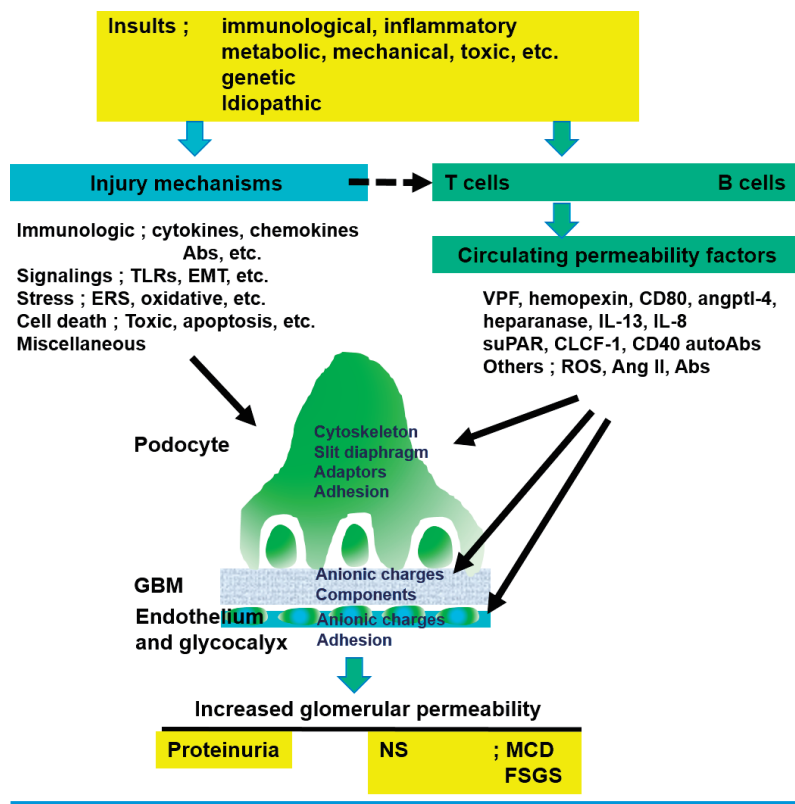 Insults ; immunological, inflammatory
metabolic, mechanical, toxic, etc.
genetic
Idiopathic
Injury mechanisms
T cells B cells
Immunologic ; cytokines, chemokines
Abs, etc.
Signalings ; TLRs, EMT, etc.
Stress ; ERS, oxidative, etc.
Cell death ; Toxic, apoptosis, etc.
Miscellaneous
Circulating permeability factors
VPF, hemopexin, CD80, angptl-4,
heparanase, IL-13, IL-8
suPAR, CLCF-1, CD40 autoAbs
Others ; ROS, Ang II, Abs
Podocyte
Cytoskeleton
Slit diaphragm
Adaptors
Adhesion
GBM
Anionic charges
Components
Endothelium
and glycocalyx
Anionic charges
Adhesion
Increased glomerular permeability
Proteinuria
NS ; MCD
FSGS